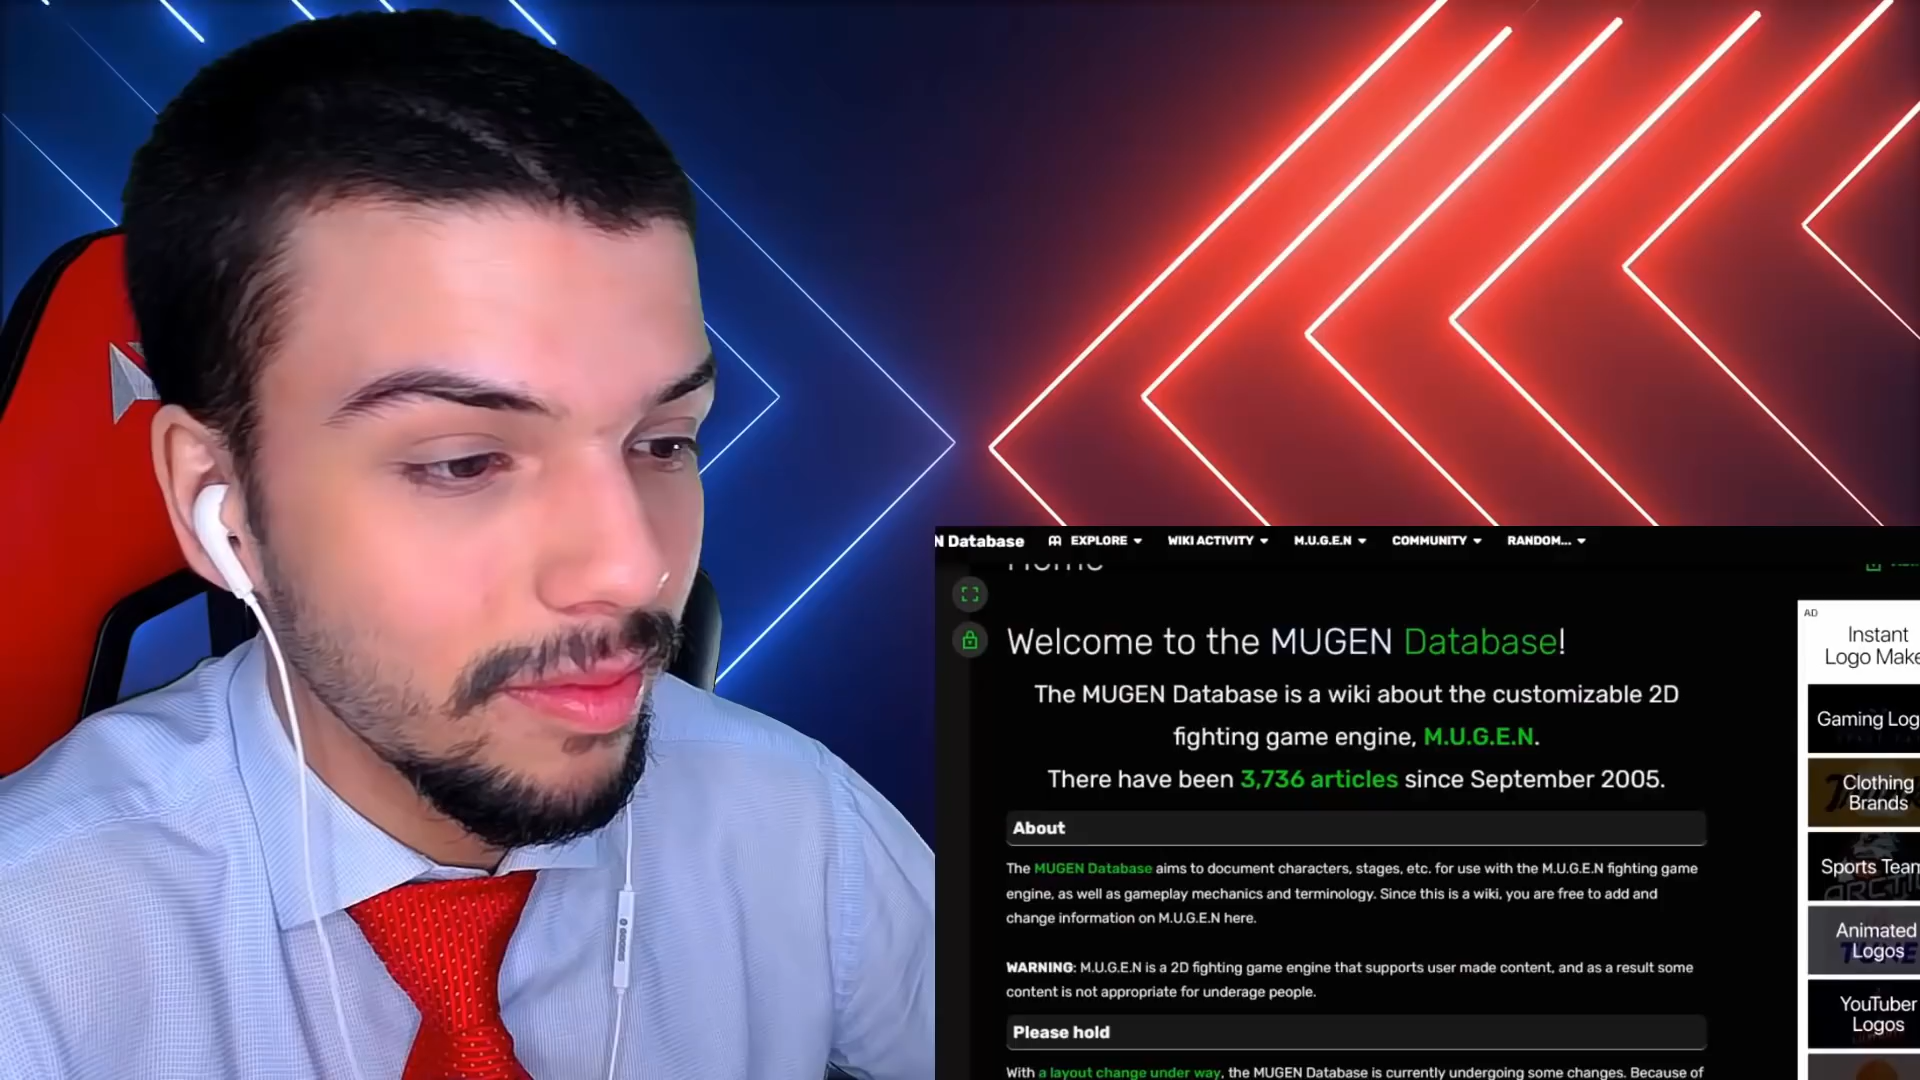 N Database
EXPLORE
WIKI ACTIVITY
M.U.G.E.N
COMMUNITY
RANDOM...
Home
Welcome to the MUGEN Database!
The MUGEN Database is a wiki about the customizable 2D
fighting game engine, M.U.G.E.N.
There have been 3,736 articles since September 2005.
About
The MUGEN Database aims to document characters, stages, etc. for use with the M.U.G.E.N fighting game
engine, as well as gameplay mechanics and terminology. Since this is a wiki, you are free to add and
change information on M.U.G.E.N here.
WARNING: M.U.G.E.N is a 2D fighting game engine that supports user made content, and as a result some
content is not appropriate for underage people.
Please hold
With a layout change under way, the MUGEN Database is currently undergoing some changes. Because of
AD
Instant
Logo Make
Gaming Log
Clothing
Brands
Sports Team
Animated
Logos
YouTuber
Logos